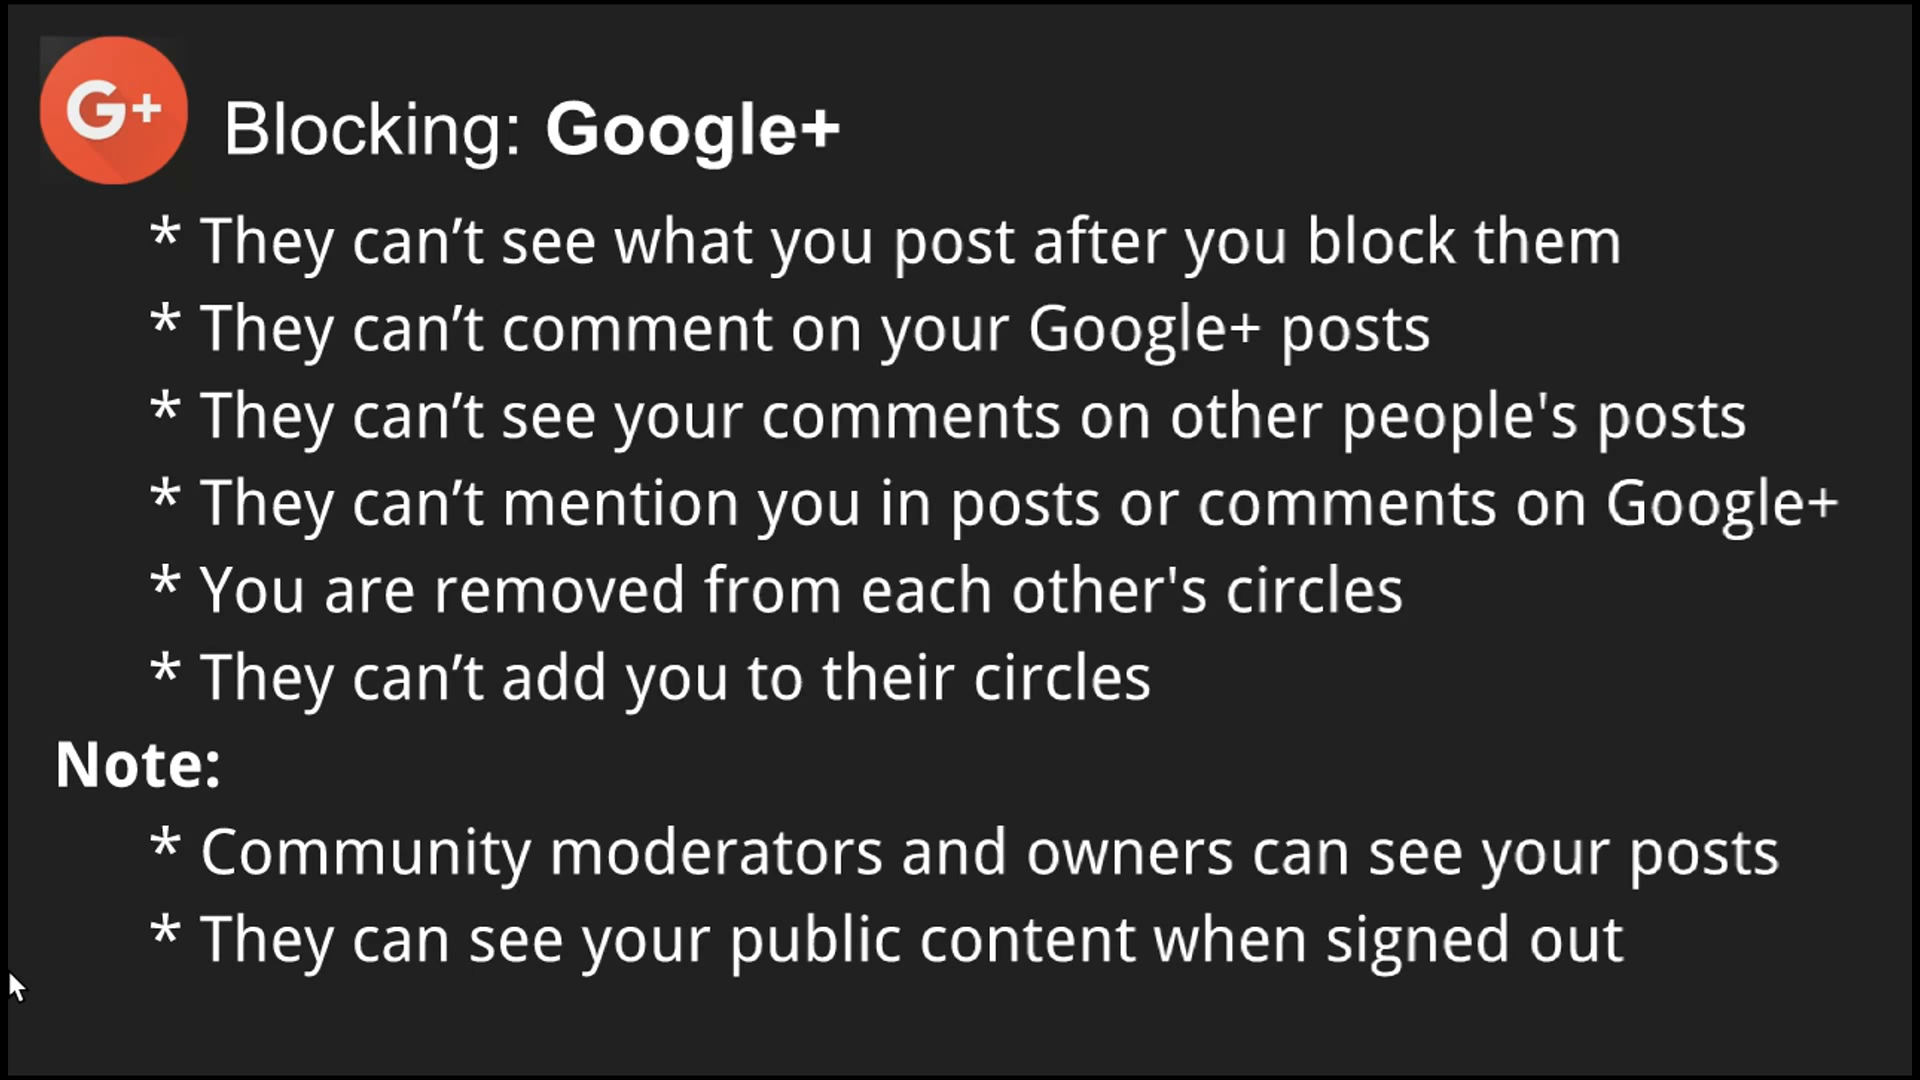 G+
Blocking: Google+
* They can’t see what you post after you block them
* They can’t comment on your Google+ posts
* They can’t see your comments on other people's posts
* They can’t mention you in posts or comments on Google+
* You are removed from each other's circles
* They can’t add you to their circles
Note:
* Community moderators and owners can see your posts
* They can see your public content when signed out